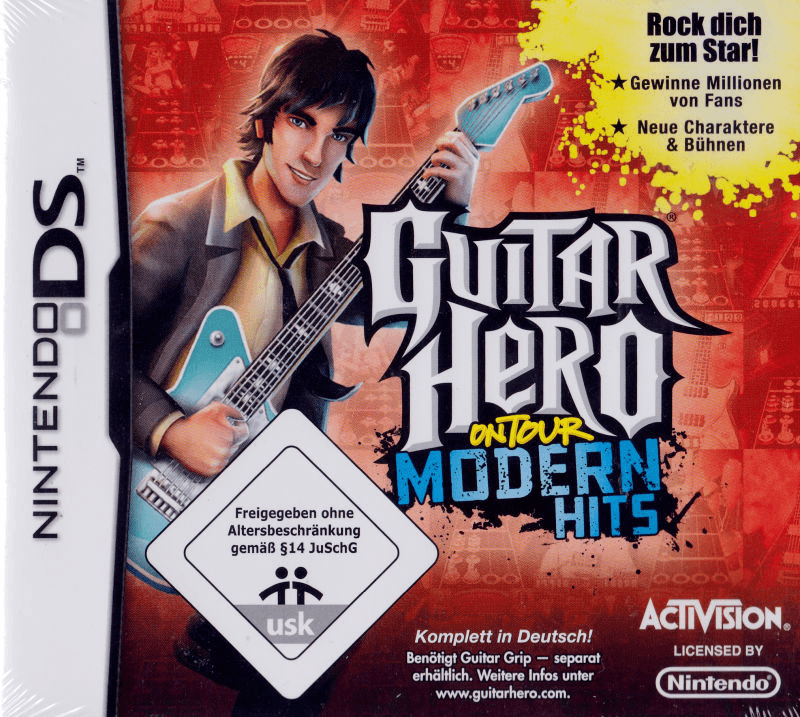 NINTENDO DS™
Rock dich
zum Star!
★ Gewinne Millionen
von Fans
★ Neue Charaktere
& Bühnen
GUITAR®
HERO
ON TOUR
MODERN
HITS
Freigegeben ohne
Altersbeschränkung
gemäß §14 JuSchG
usk
Komplett in Deutsch!
Benötigt Guitar Grip — separat
erhältlich. Weitere Infos unter
www.guitarhero.com.
ACTIVISION®
LICENSED BY
Nintendo®